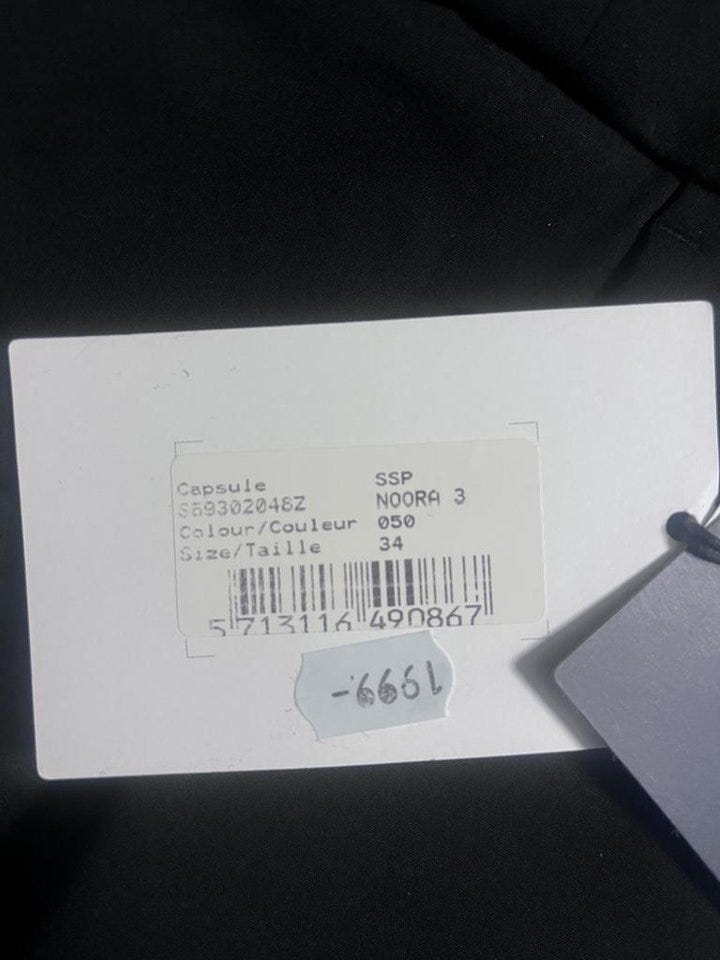 Capsule SSP
S69302048Z NOORA 3
Colour/Couleur 050
Size/Taille 34
5 713116 490867
1999,-